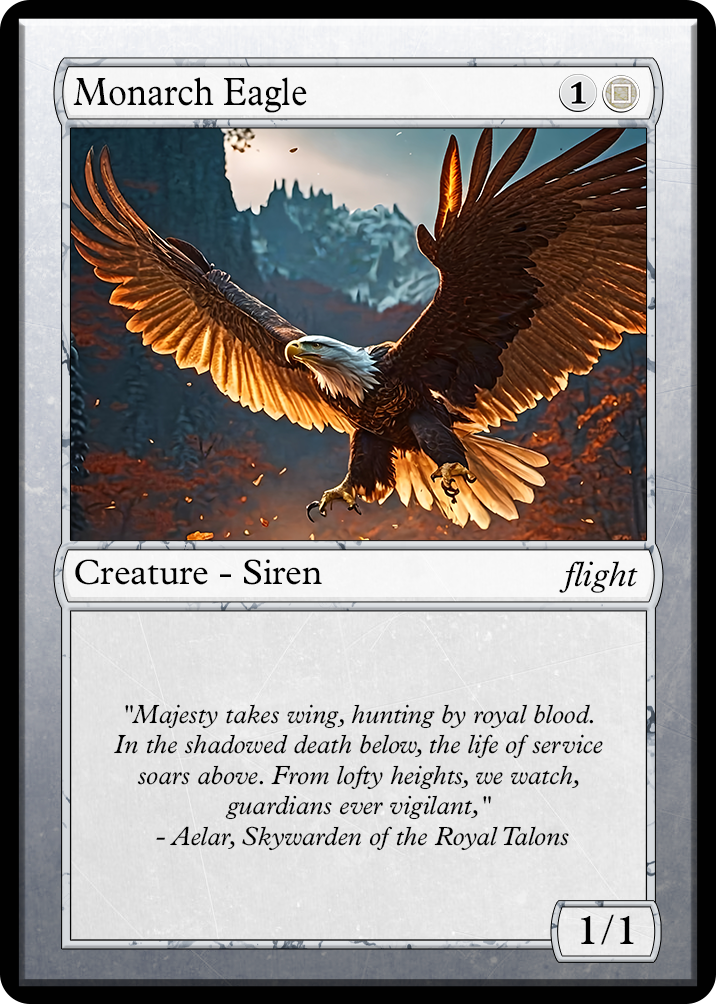 Monarch Eagle 1
Creature - Siren flight
"Majesty takes wing, hunting by royal blood.
In the shadowed death below, the life of service
soars above. From lofty heights, we watch,
guardians ever vigilant,"
- Aelar, Skywarden of the Royal Talons
1/1